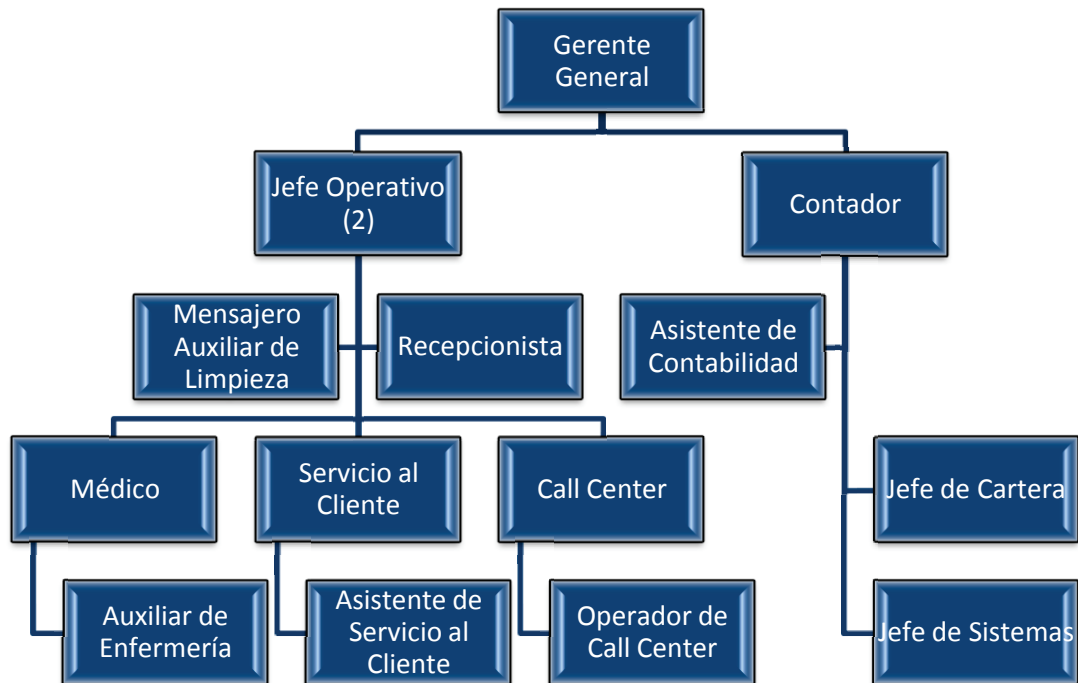 Gerente
General
Jefe Operativo
(2)
Contador
Mensajero
Auxiliar de
Limpieza
Recepcionista
Asistente de
Contabilidad
Médico
Servicio al
Cliente
Call Center
Jefe de Cartera
Auxiliar de
Enfermería
Asistente de
Servicio al
Cliente
Operador de
Call Center
Jefe de Sistemas